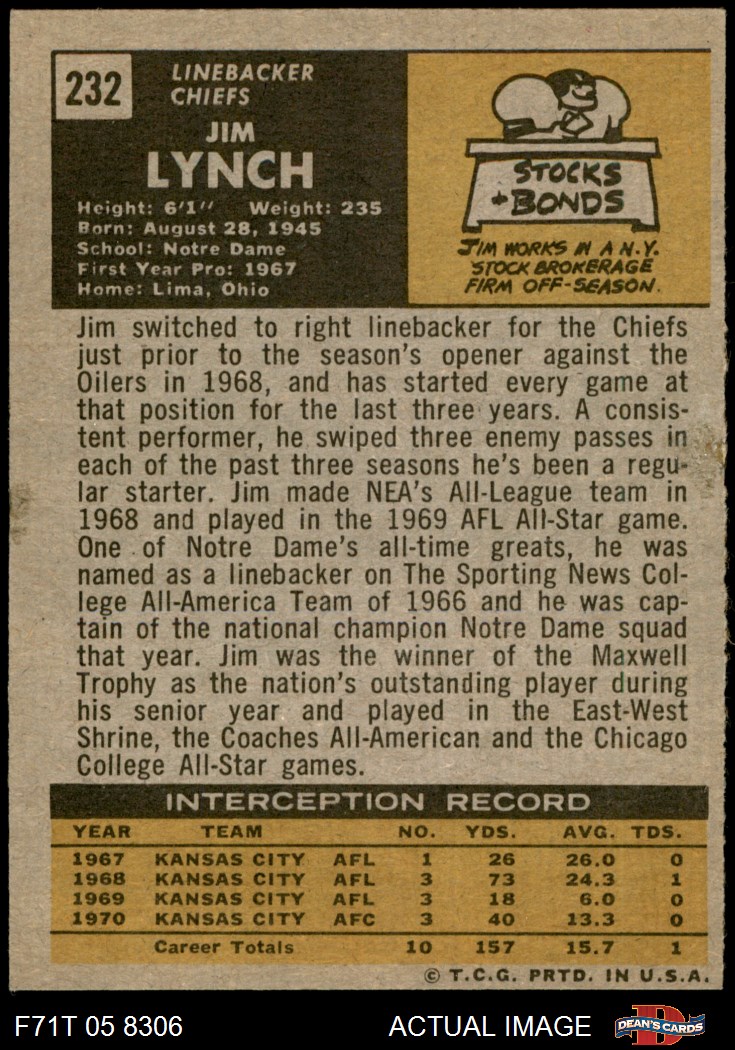 232
LINEBACKER
CHIEFS
JIM
LYNCH
Height: 6'1" Weight: 235
Born: August 28, 1945
School: Notre Dame
First Year Pro: 1967
Home: Lima, Ohio
STOCKS
+ BONDS
JIM WORKS IN A N.Y.
STOCK BROKERAGE
FIRM OFF-SEASON.
Jim switched to right linebacker for the Chiefs
just prior to the season's opener against the
Oilers in 1968, and has started every game at
that position for the last three years. A consis-
tent performer, he swiped three enemy passes in
each of the past three seasons he's been a regu-
lar starter. Jim made NEA's All-League team in
1968 and played in the 1969 AFL All-Star game.
One of Notre Dame's all-time greats, he was
named as a linebacker on The Sporting News Col-
lege All-America Team of 1966 and he was cap-
tain of the national champion Notre Dame squad
that year. Jim was the winner of the Maxwell
Trophy as the nation's outstanding player during
his senior year and played in the East-West
Shrine, the Coaches All-American and the Chicago
College All-Star games.
INTERCEPTION RECORD
YEAR TEAM NO. YDS. AVG. TDS.
1967 KANSAS CITY AFL 1 26 26.0 0
1968 KANSAS CITY AFL 3 73 24.3 1
1969 KANSAS CITY AFL 3 18 6.0 0
1970 KANSAS CITY AFC 3 40 13.3 0
Career Totals 10 157 15.7 1
© T.C.G. PRTD. IN U.S.A.
F71T 05 8306 ACTUAL IMAGE
D
DEAN'S CARDS